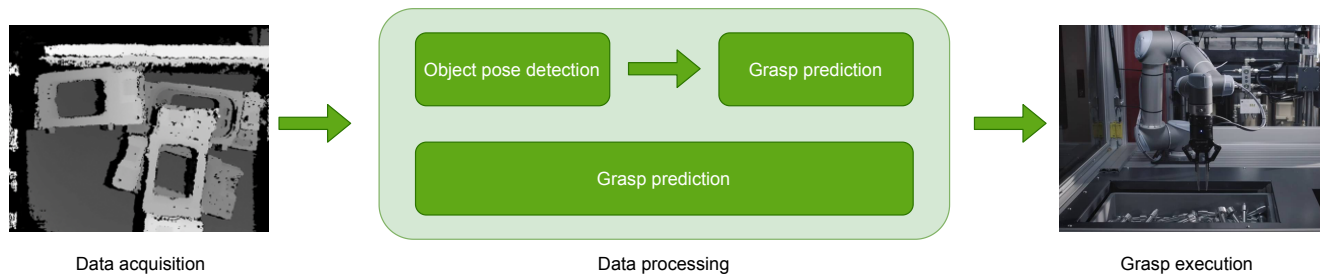 Object pose detection
Grasp prediction
Grasp prediction
Data acquisition
Data processing
Grasp execution